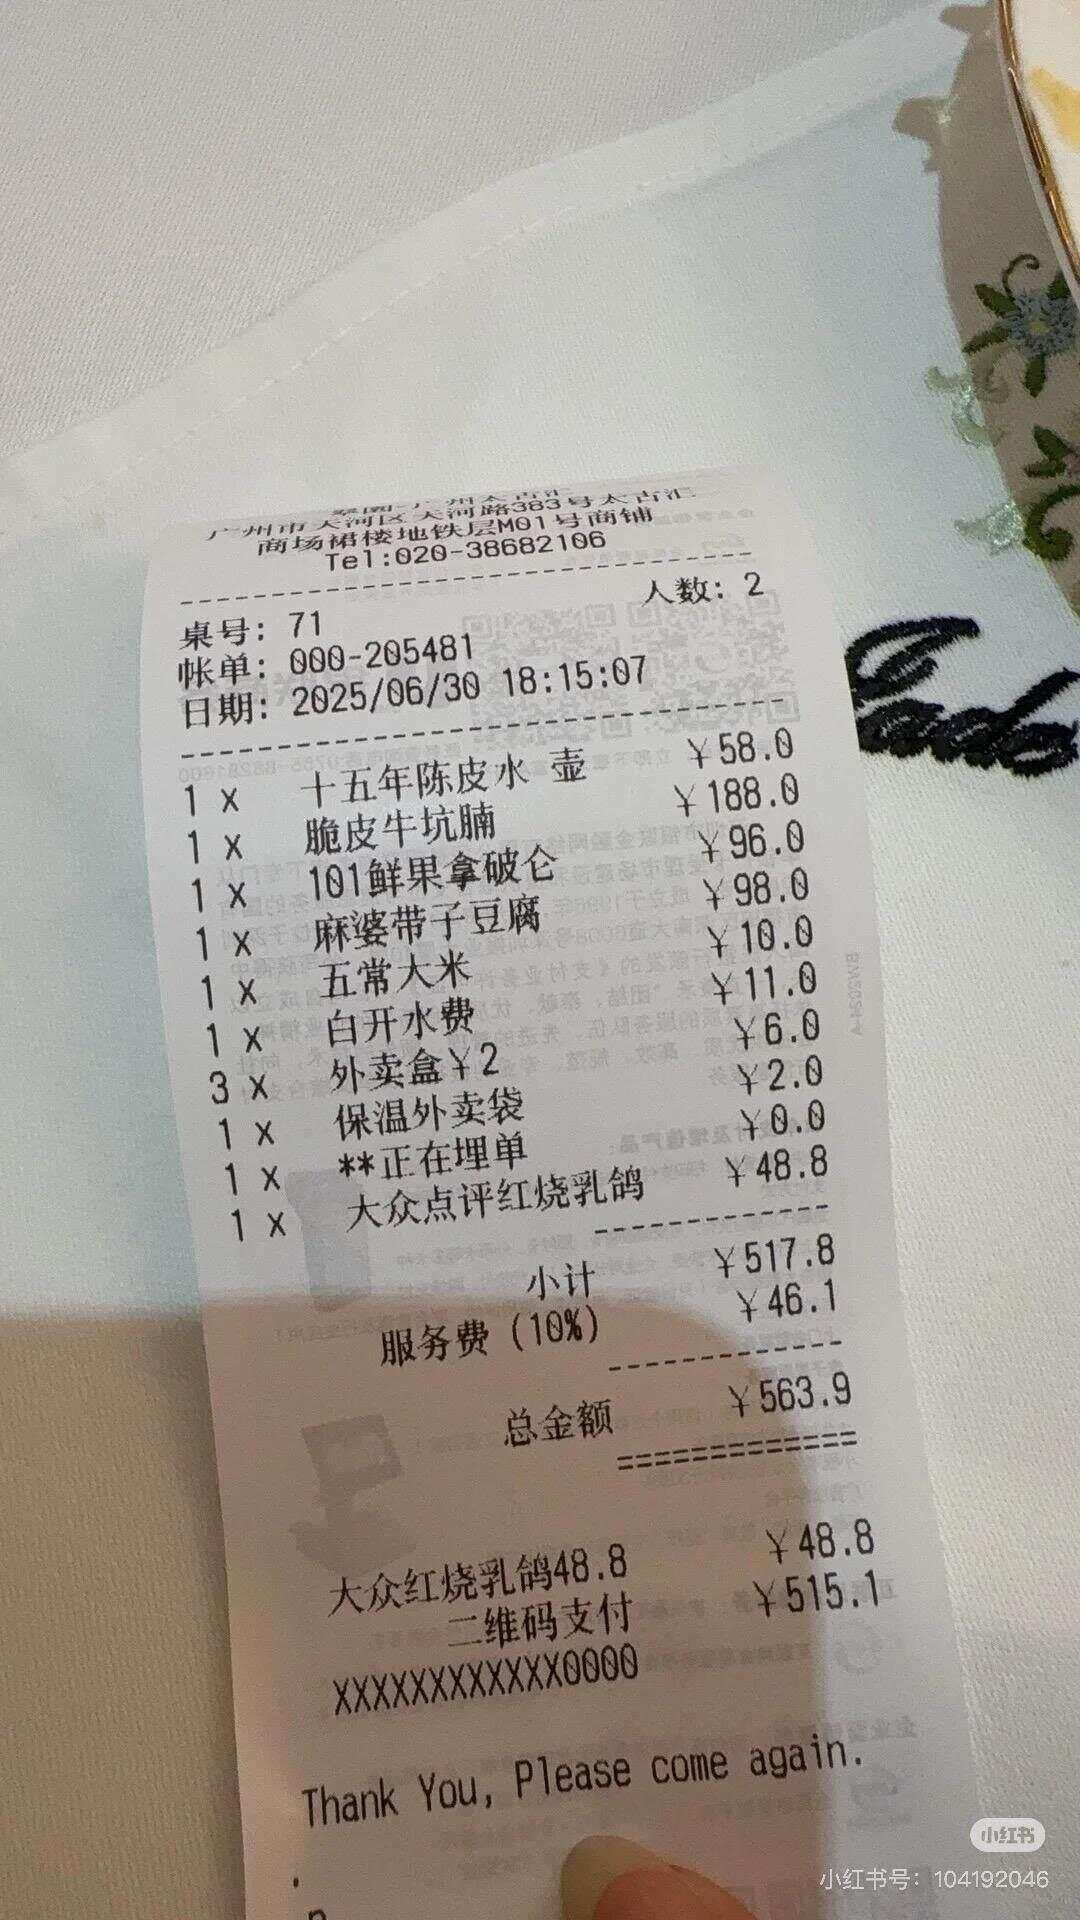 广州市天河区天河路383号太古汇
商场裙楼地铁层M01号商铺
Tel:020-38682106
人数: 2
桌号: 71
帐单: 000-205481
日期: 2025/06/30 18:15:07
1 x 十五年陈皮水 壶 ¥58.0
1 x 脆皮牛坑腩 ¥188.0
1 x 101鲜果拿破仑 ¥96.0
1 x 麻婆带子豆腐 ¥98.0
1 x 五常大米 ¥10.0
1 x 白开水费 ¥11.0
3 x 外卖盒¥2 ¥6.0
1 x 保温外卖袋 ¥2.0
1 x **正在埋单 ¥0.0
1 x 大众点评红烧乳鸽 ¥48.8
小计 ¥517.8
服务费(10%) ¥46.1
总金额 ¥563.9
大众红烧乳鸽48.8 ¥48.8
二维码支付 ¥515.1
XXXXXXXXXXXX0000
Thank You, Please come again.
小红书
小红书号: 104192046